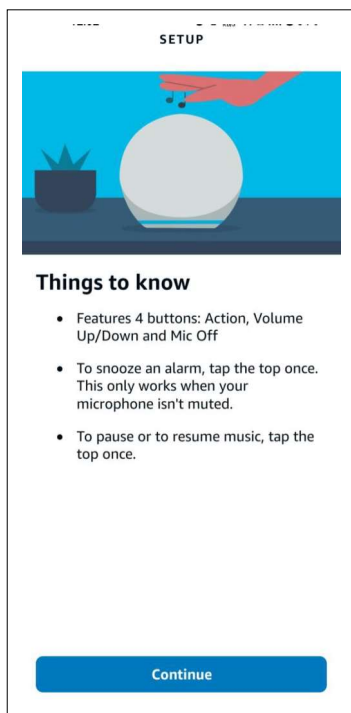 SETUP
Things to know
• Features 4 buttons: Action, Volume
Up/Down and Mic Off
• To snooze an alarm, tap the top once.
This only works when your
microphone isn't muted.
• To pause or to resume music, tap the
top once.
Continue